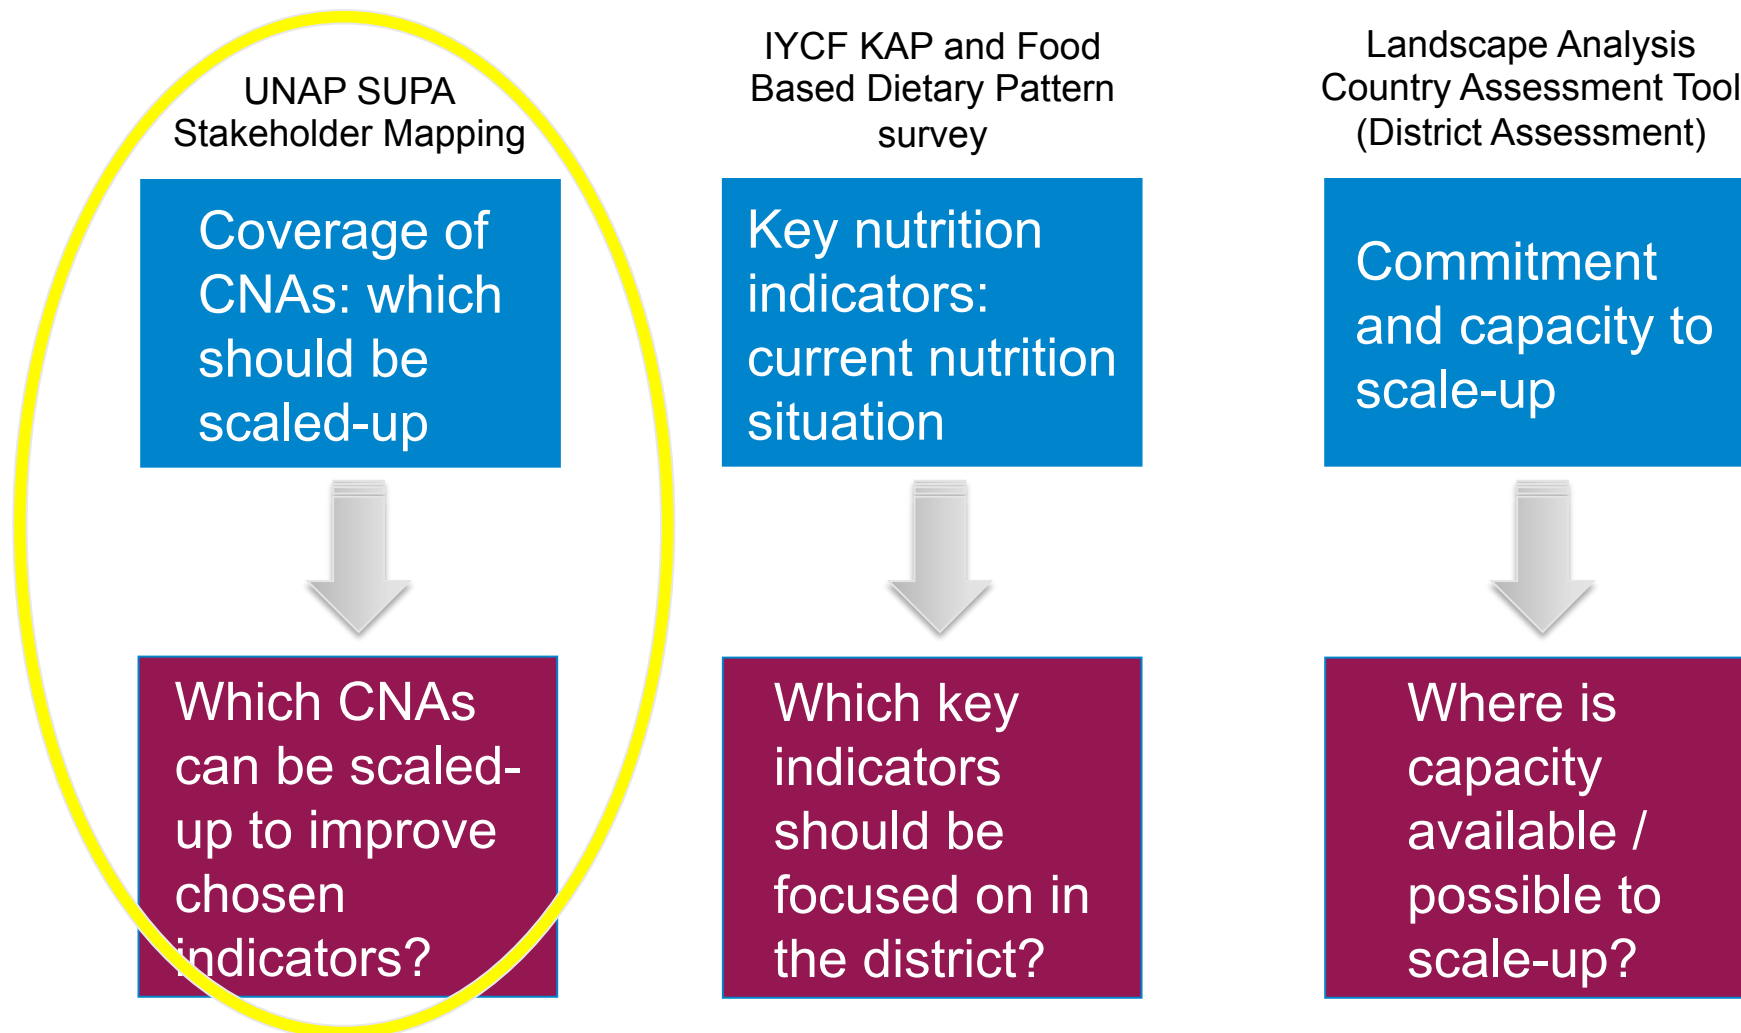 UNAP SUPA
Stakeholder Mapping
Coverage of
CNAs: which
should be
scaled-up
Which CNAs
can be scaled-
up to improve
chosen
indicators?
IYCF KAP and Food
Based Dietary Pattern
survey
Key nutrition
indicators:
current nutrition
situation
Which key
indicators
should be
focused on in
the district?
Landscape Analysis
Country Assessment Tool
(District Assessment)
Commitment
and capacity to
scale-up
Where is
capacity
available /
possible to
scale-up?